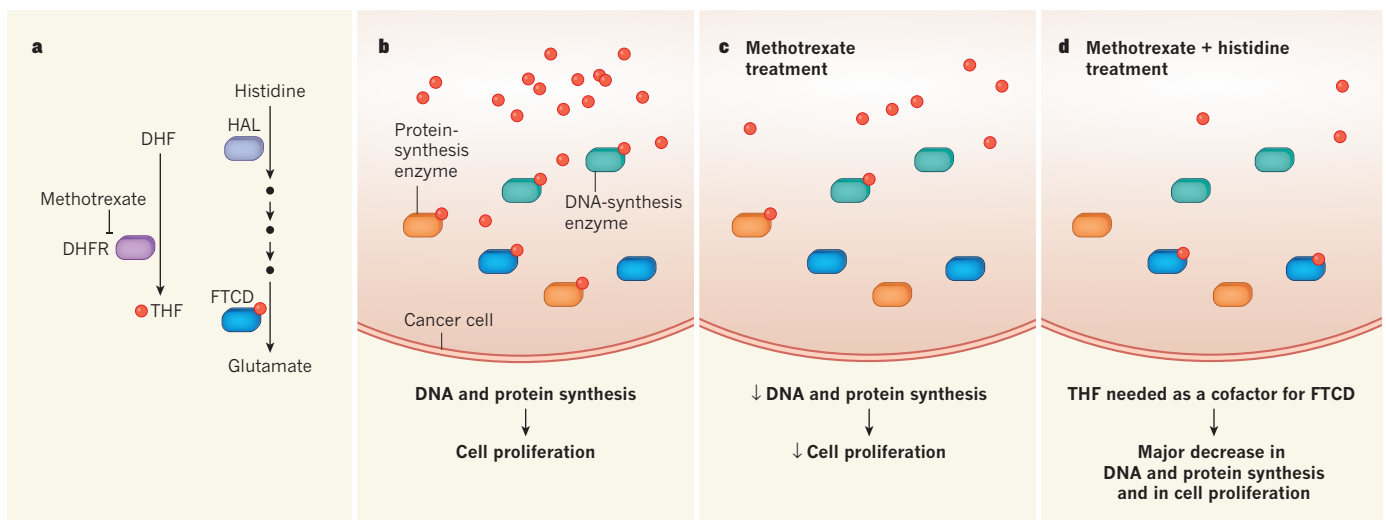 a
Histidine
HAL
DHF
Methotrexate
DHFR
FTCD
THF
Glutamate
b
Protein-
synthesis
enzyme
DNA-synthesis
enzyme
Cancer cell
DNA and protein synthesis
Cell proliferation
c Methotrexate
treatment
↓ DNA and protein synthesis
↓ Cell proliferation
d Methotrexate + histidine
treatment
THF needed as a cofactor for FTCD
Major decrease in
DNA and protein synthesis
and in cell proliferation